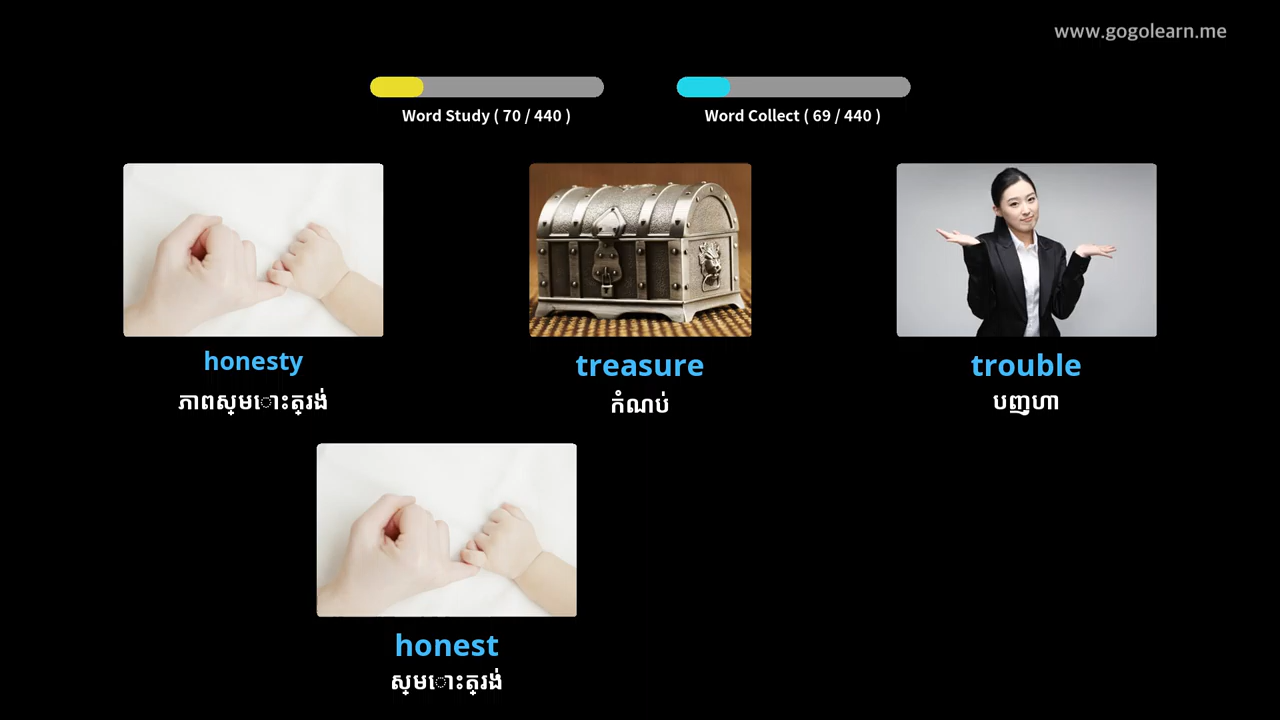 www.gogolearn.me
Word Study ( 70 / 440 )
Word Collect ( 69 / 440 )
honesty
treasure
trouble
ភាពស្មោះត្រង់
កំណប់
បញ្ហា
honest
ស្មោះត្រង់